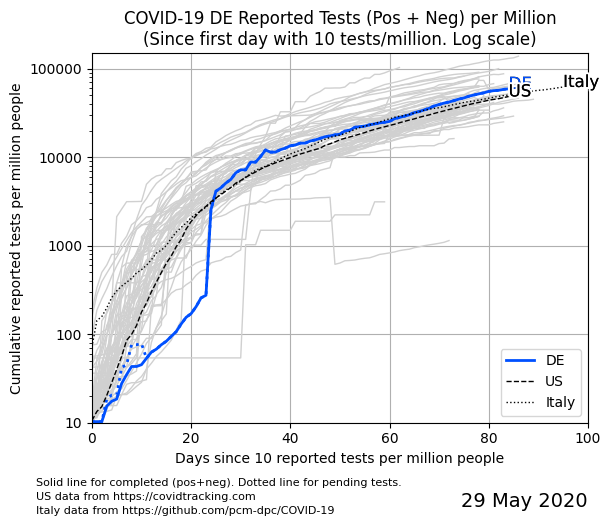 COVID-19 DE Reported Tests (Pos + Neg) per Million
(Since first day with 10 tests/million. Log scale)
Cumulative reported tests per million people
100000
10000
1000
100
10
DE
US
Italy
DE
US
Italy
0
20
40
60
80
100
Days since 10 reported tests per million people
Solid line for completed (pos+neg). Dotted line for pending tests.
US data from https://covidtracking.com
Italy data from https://github.com/pcm-dpc/COVID-19
29 May 2020